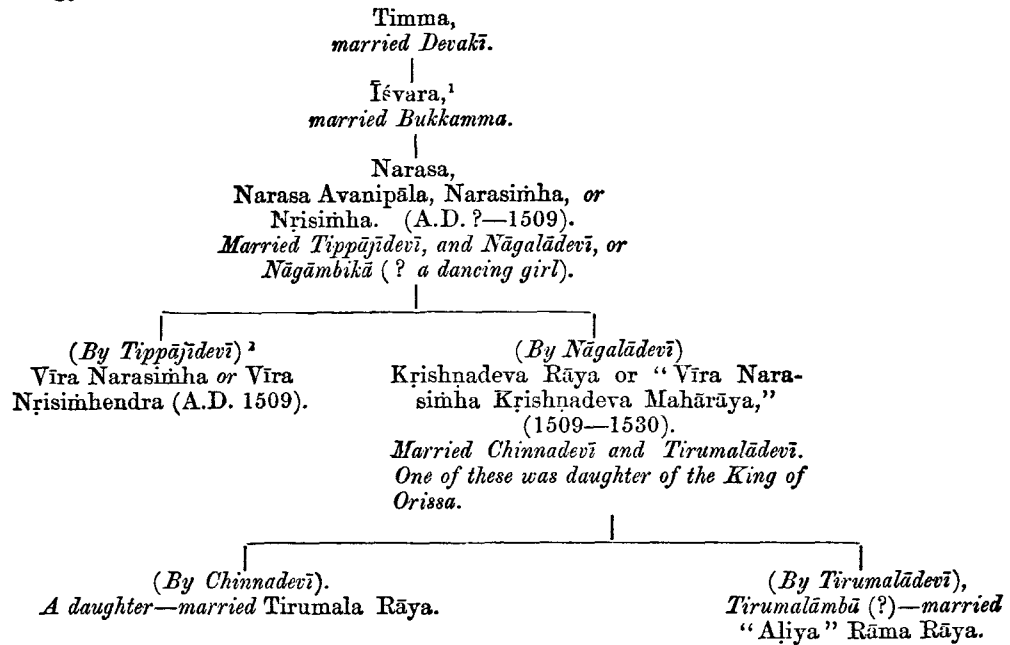 Timma,
married Devakī.
Īśvara,¹
married Bukkamma.
Narasa,
Narasa Avanipāla, Narasiṁha, or
Nṛisiṁha. (A.D. ?—1509).
Married Tippājīdevī, and Nāgalādevī, or
Nāgāmbikā (? a dancing girl).
(By Tippājīdevī) ²
Vīra Narasiṁha or Vīra
Nṛisiṁhendra (A.D. 1509).
(By Nāgalādevī)
Kṛishṇadeva Rāya or “Vīra Nara-
siṁha Kṛishṇadeva Mahārāya,”
(1509—1530).
Married Chinnadevī and Tirumalādevī.
One of these was daughter of the King of
Orissa.
(By Chinnadevī).
A daughter—married Tirumala Rāya.
(By Tirumalādevī),
Tirumalāmbā (?)—married
“Aḷiya” Rāma Rāya.